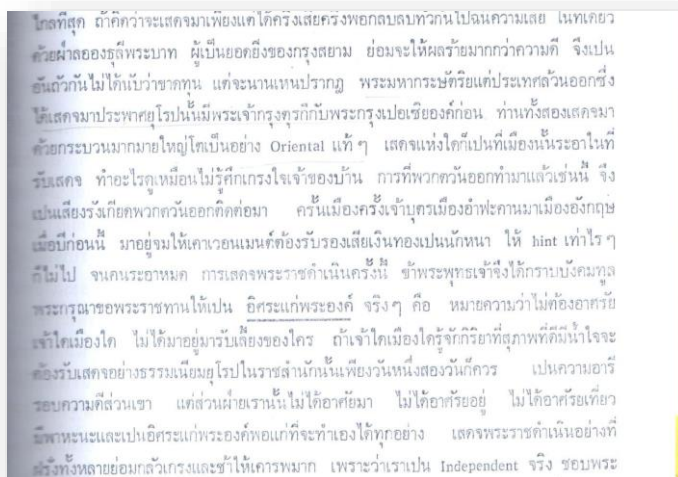 ใกลที่สุด ถ้าคิดว่าจะเสดจมาเพียงแต่ได้ครึ่งเสียครึ่งพอกลบลบทั่วกันไปฉนความเสีย ในที่เดียว
ด้วยฝ่าลอองธุลีพระบาท ผู้เป็นยอดยิ่งของกรุงสยาม ย่อมจะให้ผลร้ายมากกว่าความดี จึงเปน
อันถัวกันไม่ได้นับว่าขาดทุน แต่จะนานเหนปรากฏ พระมหากระษัตริย์แต่ประเทศล้วนออกซึ่ง
ได้เสดจมาประพาศยุโรปนั้นมีพระเจ้ากรุงตุรกีกับพระกรุงเปอเซียองค์ก่อน ท่านทั้งสองเสดจมา
ด้วยกระบวนมากมายใหญ่โตเป็นอย่าง Oriental แท้ ๆ เสดจแห่งใดก็เปนที่เมืองนั้นระอาในที่
รับเสดจ ทำอะไรดูเหมือนไม่รู้ศึกเกรงใจเจ้าของบ้าน การที่พวกตวันออกทำมาแล้วเช่นนี้ จึง
เปนเสียงรังเกียดพวกตวันออกติดต่อมา ครั้นเมืองครั้งเจ้าบุตรเมืองอำฟะคานมาเมืองอังกฤษ
เมื่อปีก่อนนี้ มาอยู่จมให้เคาเวอนเมนต์ต้องรับรองเสียเงินทองเปนนักหนา ให้ hint เท่าไร ๆ
ก็ไม่ไป จนคนระอาหมด การเสดจพระราชดำเนินครั้งนี้ ข้าพระพุทธเจ้าจึงได้กราบบังคมทูล
พระกรุณาขอพระราชทานให้เปน อิศระแก่พระองค์ จริงๆ คือ หมายความว่าไม่ต้องอาศรัย
เจ้าใดเมืองใด ไม่ได้มาอยู่มารับเลี้ยงของใคร ถ้าเจ้าใดเมืองใดรู้จักกิริยาที่สุภาพที่ดีมีน้ำใจจะ
ต้องรับเสดจอย่างธรรมเนียมยุโรปในราชสำนักนั้นเพียงวันหนึ่งสองวันก็ควร เปนความอารี
รอบความดีส่วนเขา แต่ส่วนฝ่ายเรานั้นไม่ได้อาศัยมา ไม่ได้อาศรัยอยู่ ไม่ได้อาศรัยเที่ยว
มีพาหะนะและเปนอิศระแก่พระองค์พอแก่ที่จะทำเองได้ทุกอย่าง เสดจพระราชดำเนินอย่างที่
ฝรั่งทั้งหลายย่อมกลัวเกรงและซ้ำให้เคารพมาก เพราะว่าเราเปน Independent จริง ชอบพระ